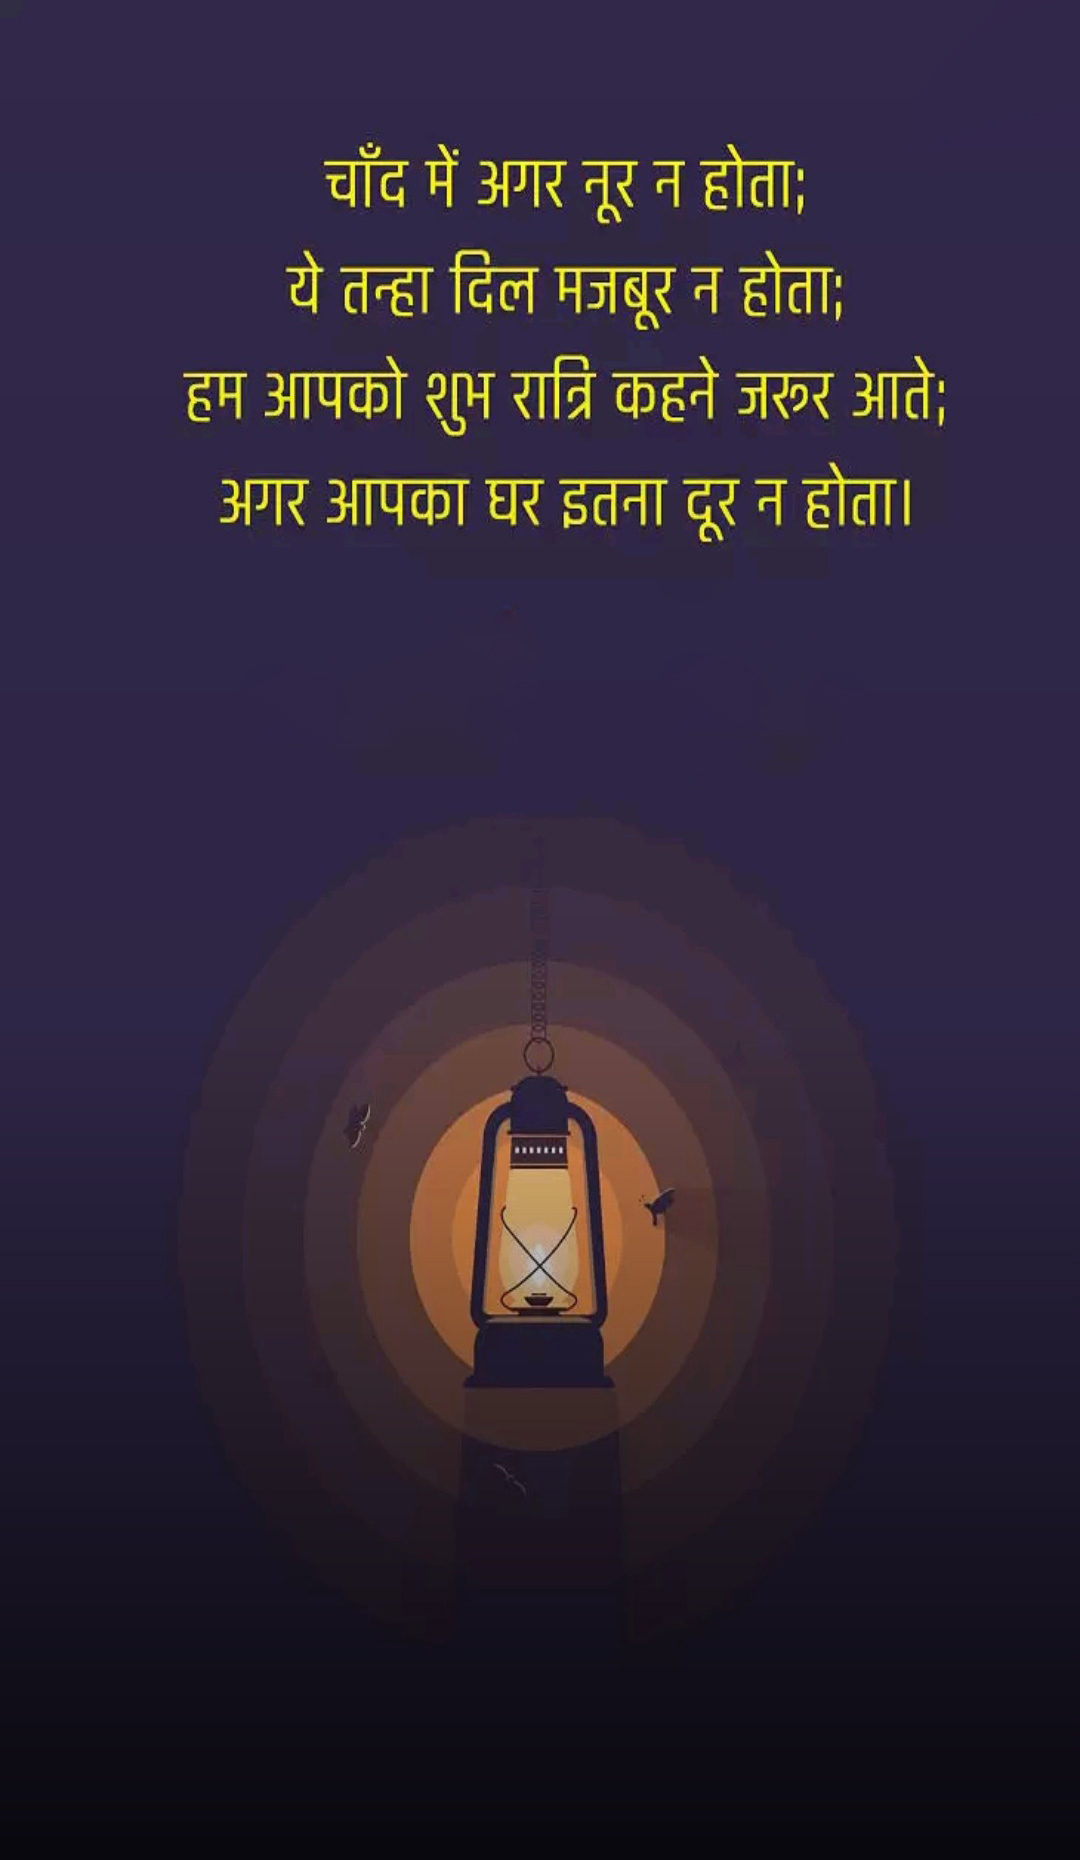 चाँद में अगर नूर न होता;
ये तन्हा दिल मजबूर न होता;
हम आपको शुभ रात्रि कहने जरूर आते;
अगर आपका घर इतना दूर न होता।